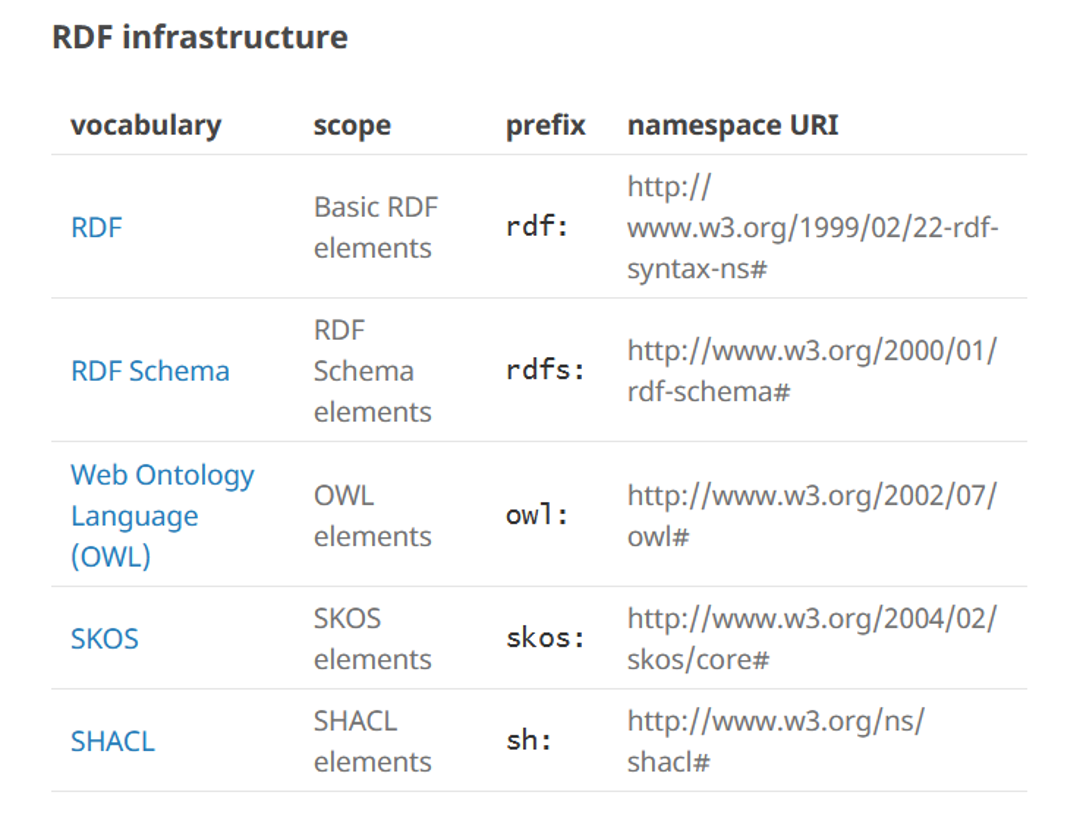 RDF infrastructure
vocabulary scope prefix namespace URI
RDF
Basic RDF
elements
rdf:
http://
www.w3.org/1999/02/22-rdf-
syntax-ns#
RDF Schema
RDF
Schema
elements
rdfs:
http://www.w3.org/2000/01/
rdf-schema#
Web Ontology
Language
(OWL)
OWL
elements
owl:
http://www.w3.org/2002/07/
owl#
SKOS
SKOS
elements
skos:
http://www.w3.org/2004/02/
skos/core#
SHACL
SHACL
elements
sh:
http://www.w3.org/ns/
shacl#